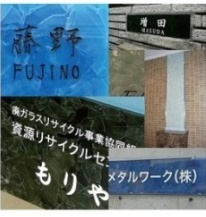 藤野
FUJINO
増田
MASUDA
廃ガラスリサイクル事業協同組
資源リサイクルセ
もりや
メタルワーク(株)